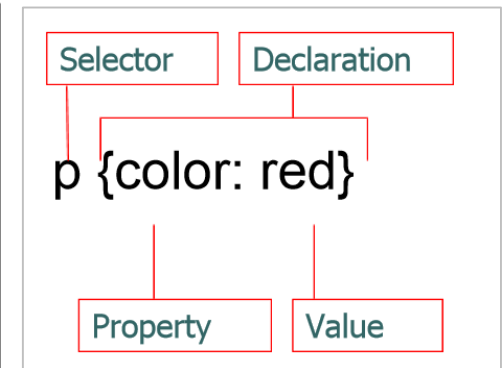 Selector Declaration
p {color: red}
Property Value